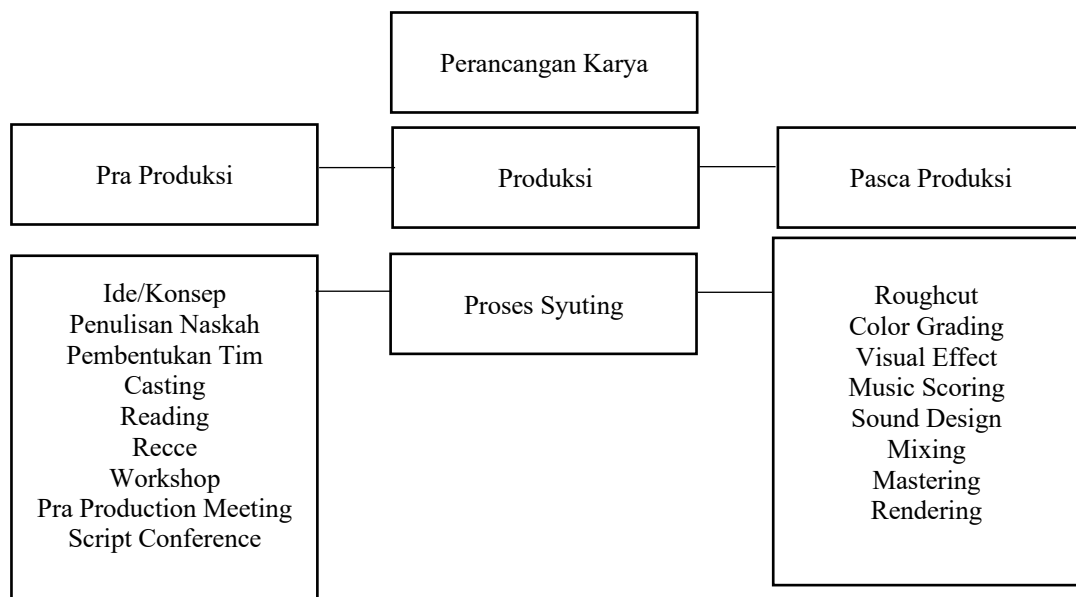 Perancangan Karya
Pra Produksi
Produksi
Pasca Produksi
Ide/Konsep
Penulisan Naskah
Pembentukan Tim
Casting
Reading
Recce
Workshop
Pra Production Meeting
Script Conference
Proses Syuting
Roughcut
Color Grading
Visual Effect
Music Scoring
Sound Design
Mixing
Mastering
Rendering